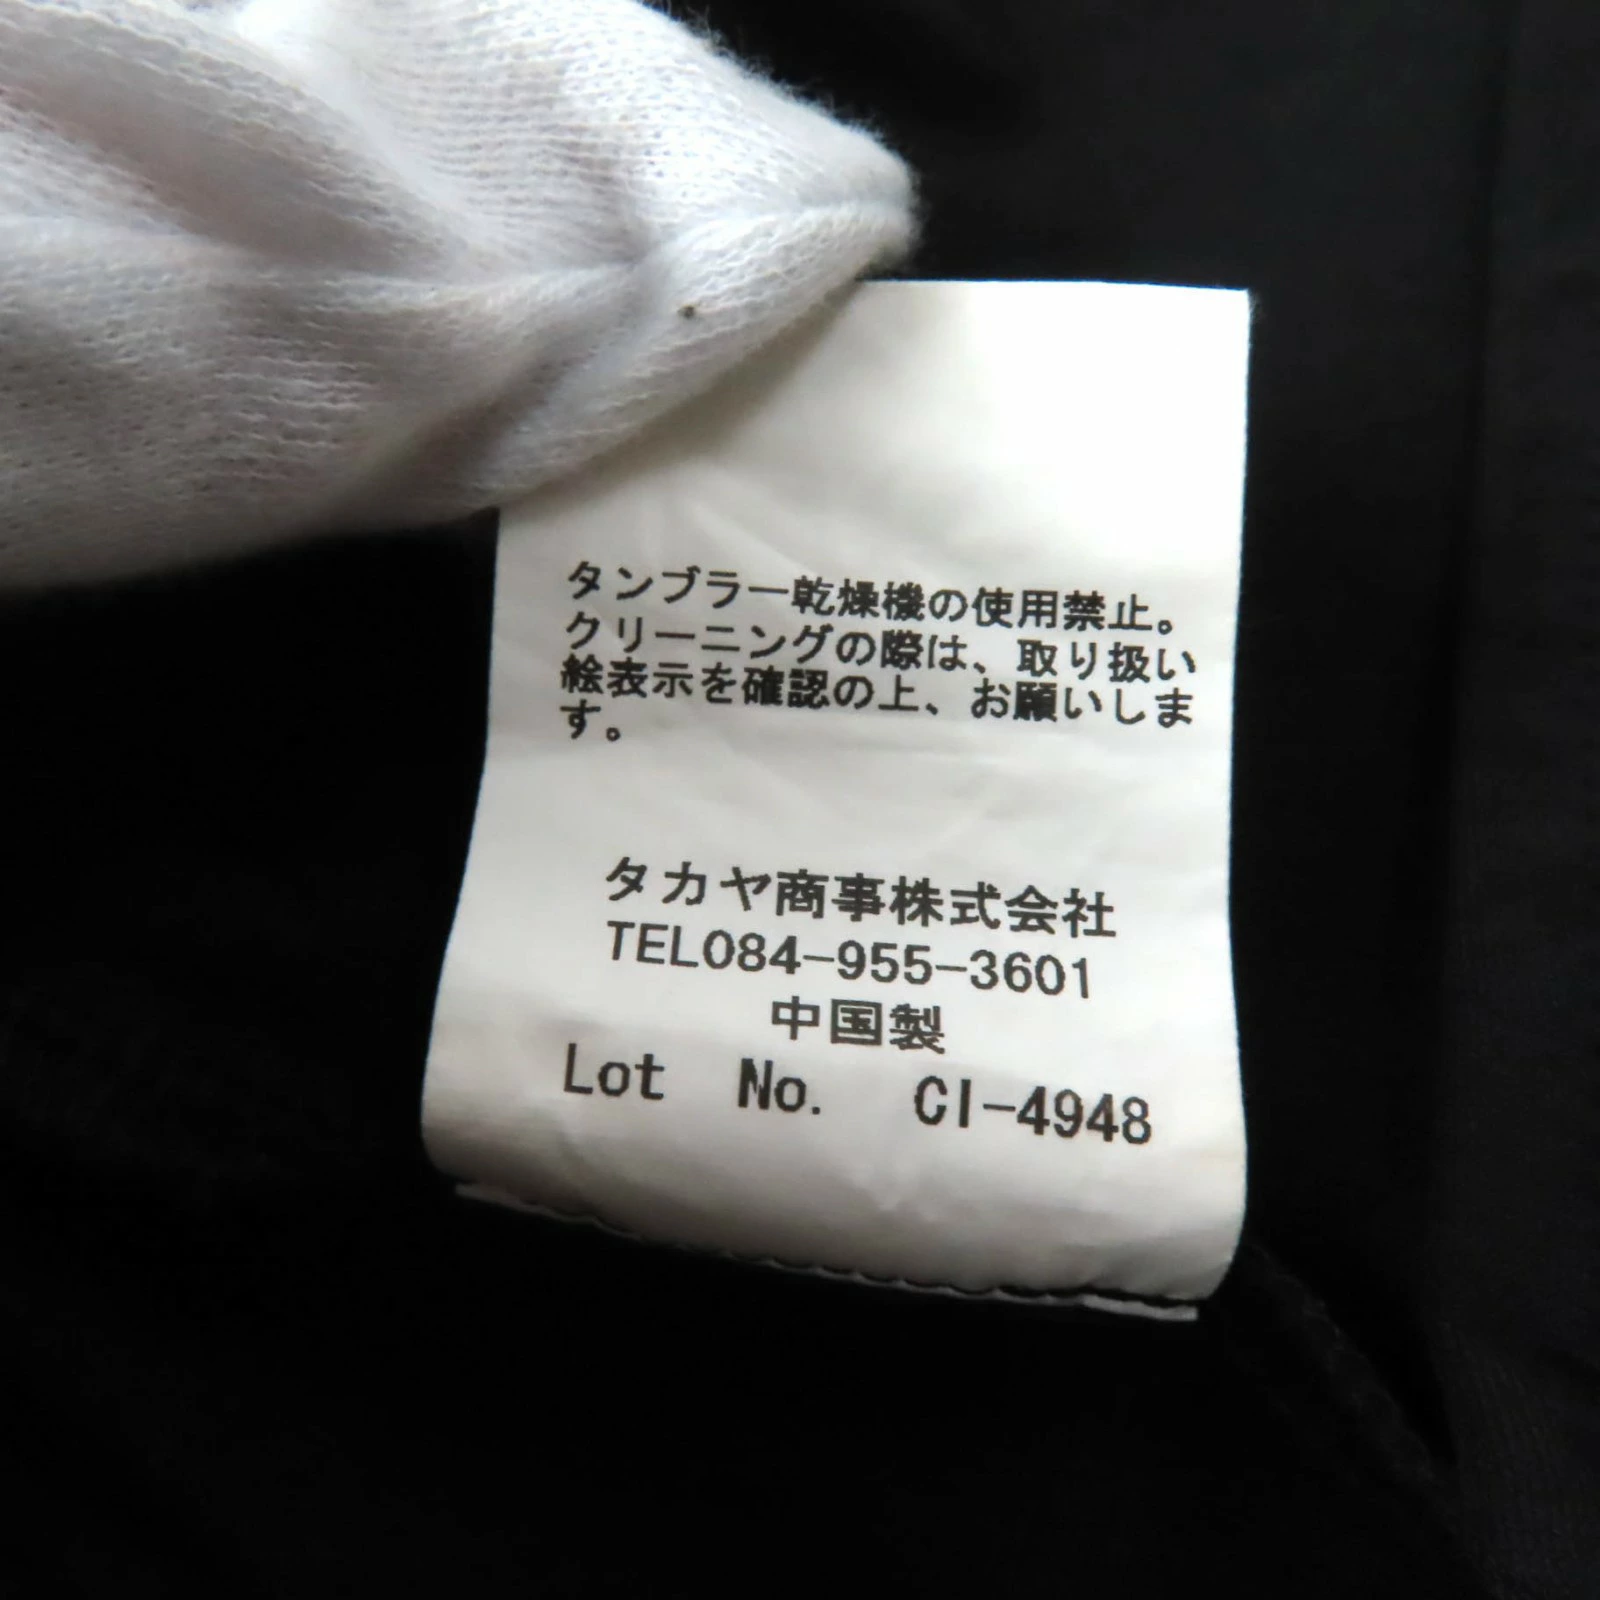 タンブラー乾燥機の使用禁止。
クリーニングの際は、取り扱い
絵表示を確認の上、お願いしま
す。
タカヤ商事株式会社
TEL084-955-3601
中国製
Lot No. CI-4948